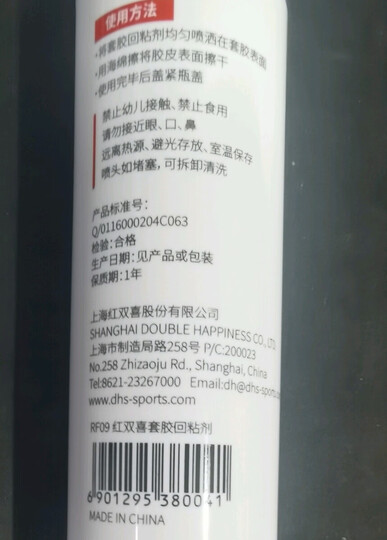 使用方法
·将套胶回粘剂均匀喷洒在套胶表面
·用海绵擦将胶皮表面擦干
·使用完毕后盖紧瓶盖
禁止幼儿接触、禁止食用
请勿接近眼、口、鼻
远离热源、避光存放、室温保存
喷头如堵塞，可拆卸清洗
产品标准号：
Q/0116000204C063
检验：合格
生产日期：见产品或包装
保质期：1年
上海红双喜股份有限公司
SHANGHAI DOUBLE HAPPINESS CO., LTD
上海市制造局路258号 P/C:200023
No.258 Zhizaoju Rd., Shanghai, China
Tel:8621-23267000 Email:dh@dhs-sports.co
www.dhs-sports.com
RF09 红双喜套胶回粘剂
6 901295 380041
MADE IN CHINA